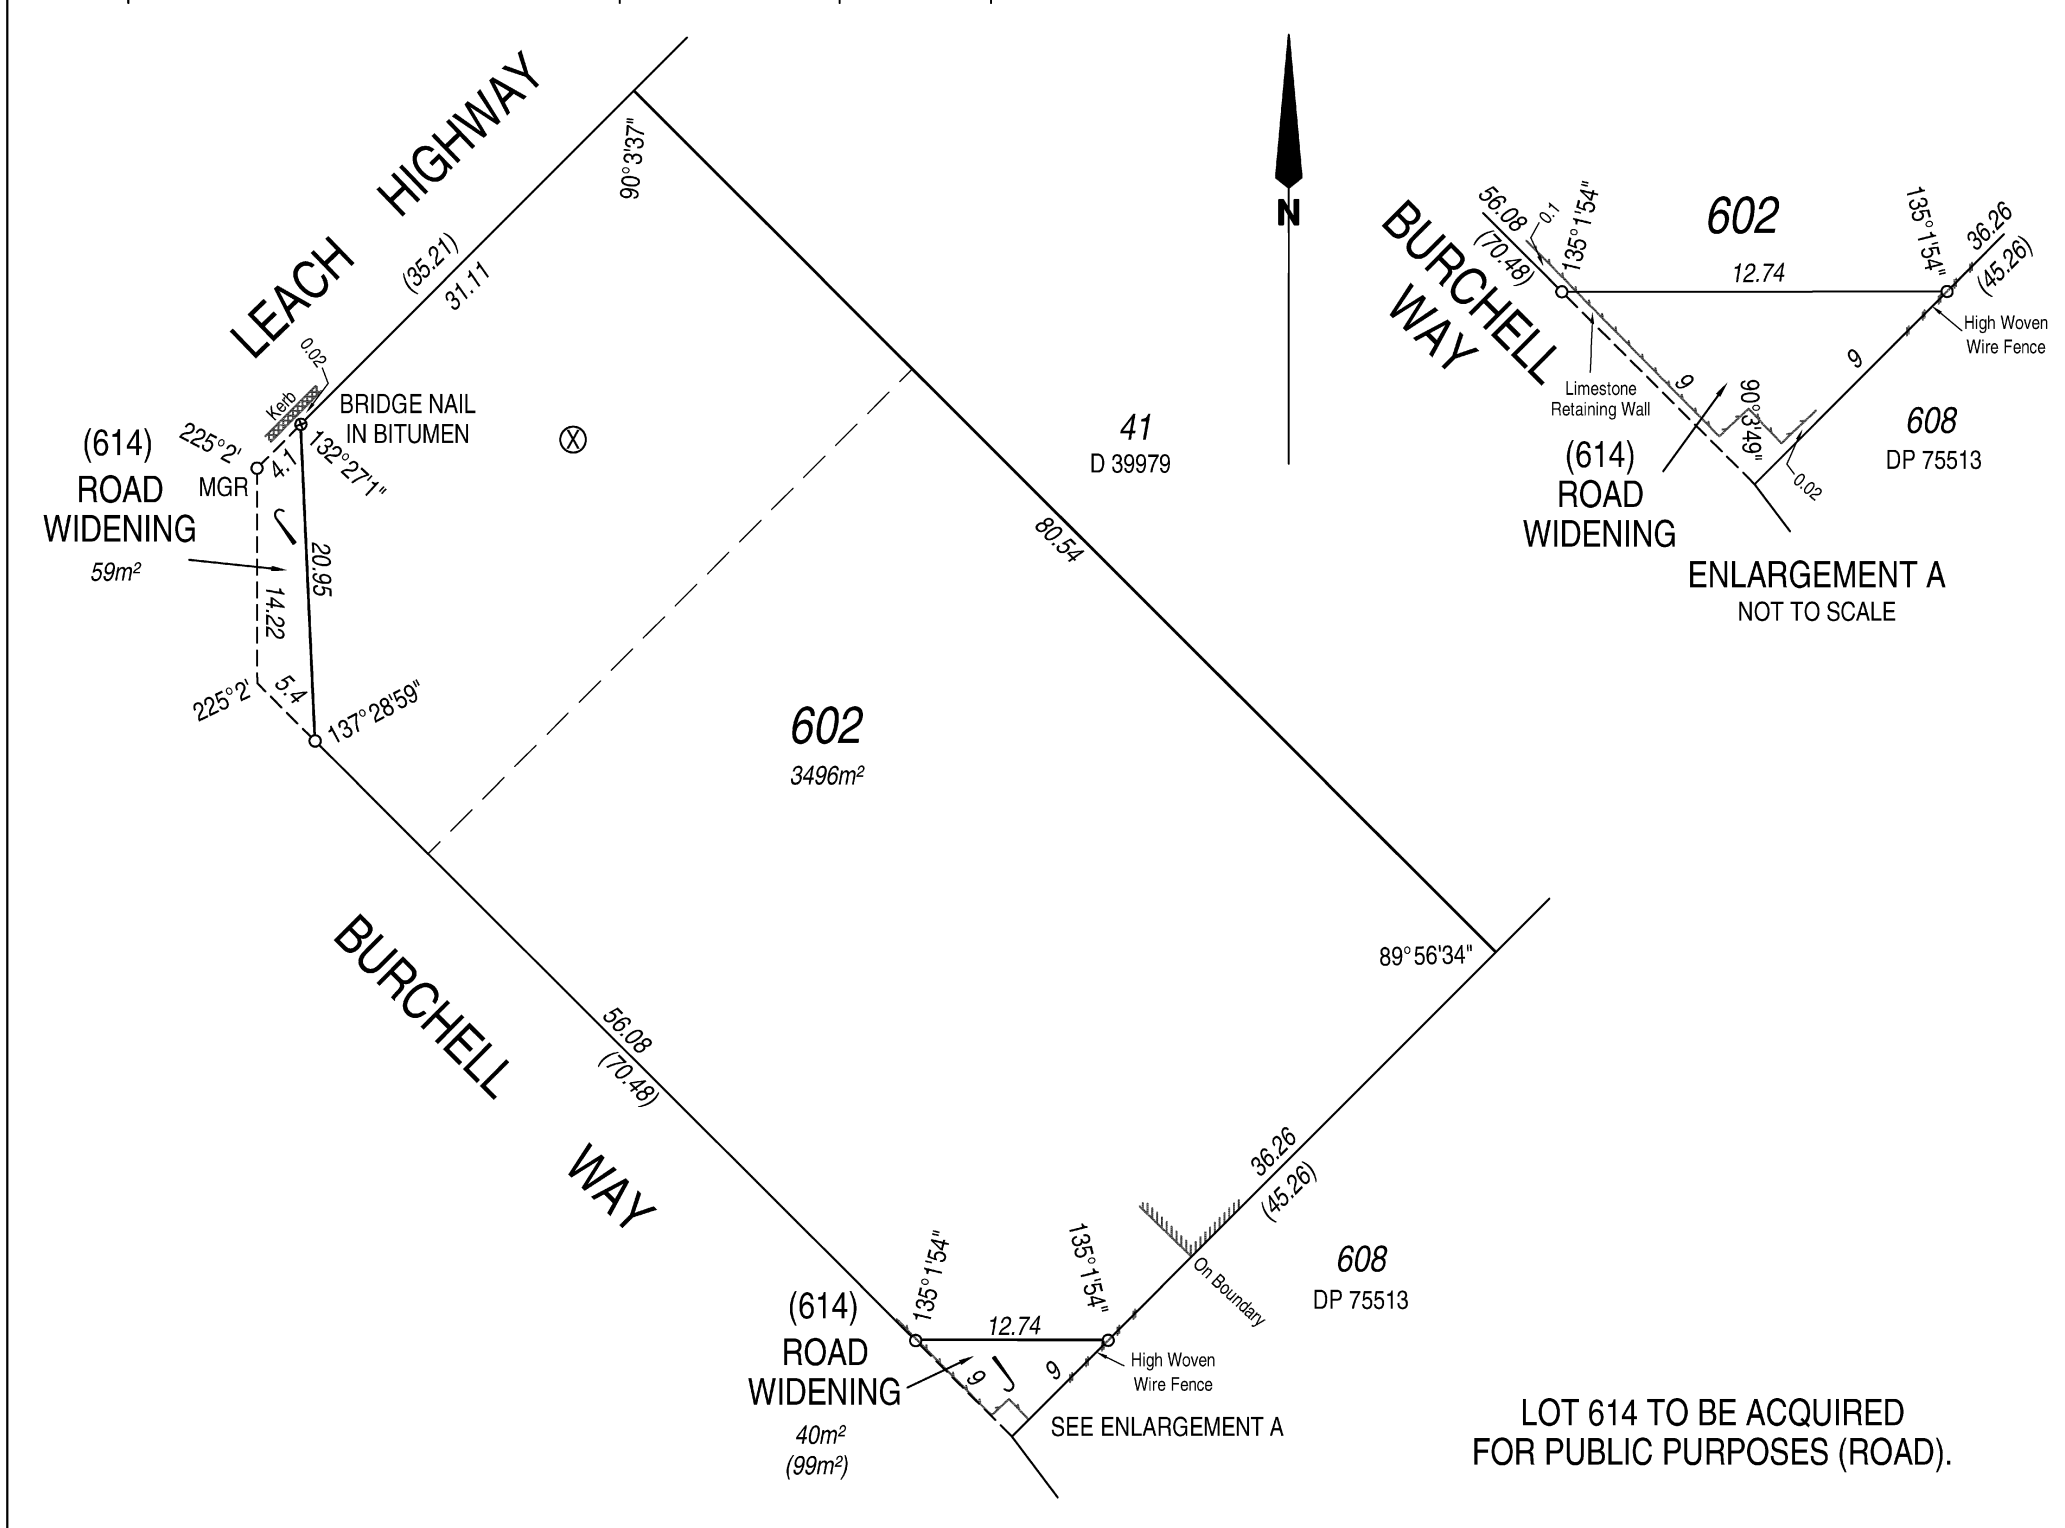 LEACH HIGHWAY
90°3'37"
(35.21)
31.11
0.02
Kerb
BRIDGE NAIL
IN BITUMEN
225°2'
4.1
132°27'1"
MGR
(614)
ROAD
WIDENING
59m²
20.95
14.22
5.4
225°2'
137°28'59"
41
D 39979
80.54
602
3496m²
89°56'34"
BURCHELL WAY
56.08
(70.48)
36.26
(45.26)
On Boundary
608
DP 75513
135°1'54"
135°1'54"
12.74
(614)
ROAD
WIDENING
40m²
(99m²)
9
9
High Woven
Wire Fence
SEE ENLARGEMENT A
N
BURCHELL
WAY
56.08
(70.48)
0.1
135°1'54"
602
12.74
135°1'54"
36.26
(45.26)
High Woven
Wire Fence
9
9
90°3'49"
Limestone
Retaining Wall
0.02
608
DP 75513
(614)
ROAD
WIDENING
ENLARGEMENT A
NOT TO SCALE
LOT 614 TO BE ACQUIRED
FOR PUBLIC PURPOSES (ROAD).